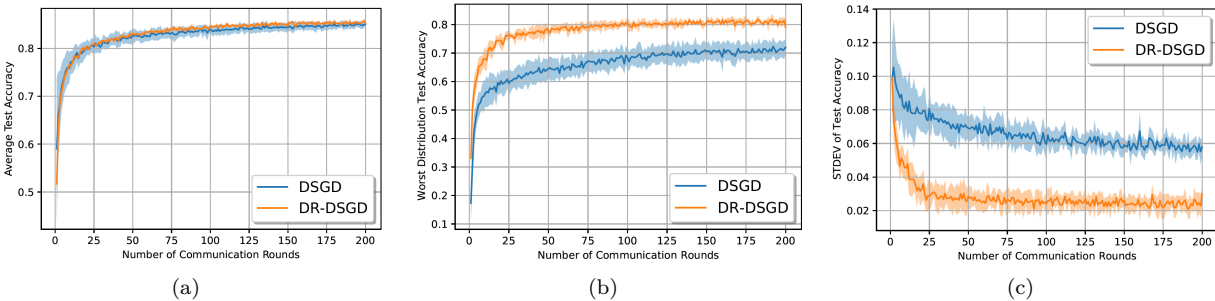 Average Test Accuracy
0.8
0.7
0.6
0.5
0 25 50 75 100 125 150 175 200
Number of Communication Rounds
DSGD
DR-DSGD
(a)
Worst Distribution Test Accuracy
0.8
0.7
0.6
0.5
0.4
0.3
0.2
0.1
0 25 50 75 100 125 150 175 200
Number of Communication Rounds
DSGD
DR-DSGD
(b)
STDEV of Test Accuracy
0.14
0.12
0.10
0.08
0.06
0.04
0.02
0 25 50 75 100 125 150 175 200
Number of Communication Rounds
DSGD
DR-DSGD
(c)